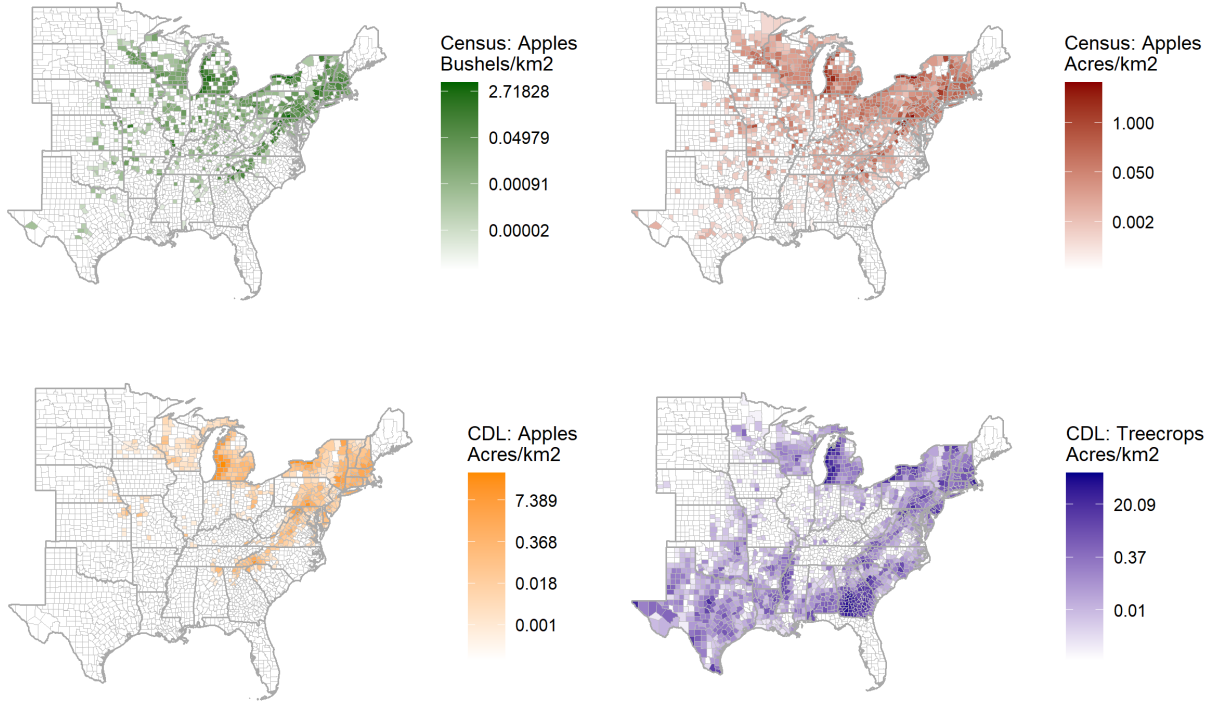 Census: Apples
Bushels/km2
2.71828
0.04979
0.00091
0.00002
Census: Apples
Acres/km2
1.000
0.050
0.002
CDL: Apples
Acres/km2
7.389
0.368
0.018
0.001
CDL: Treecrops
Acres/km2
20.09
0.37
0.01